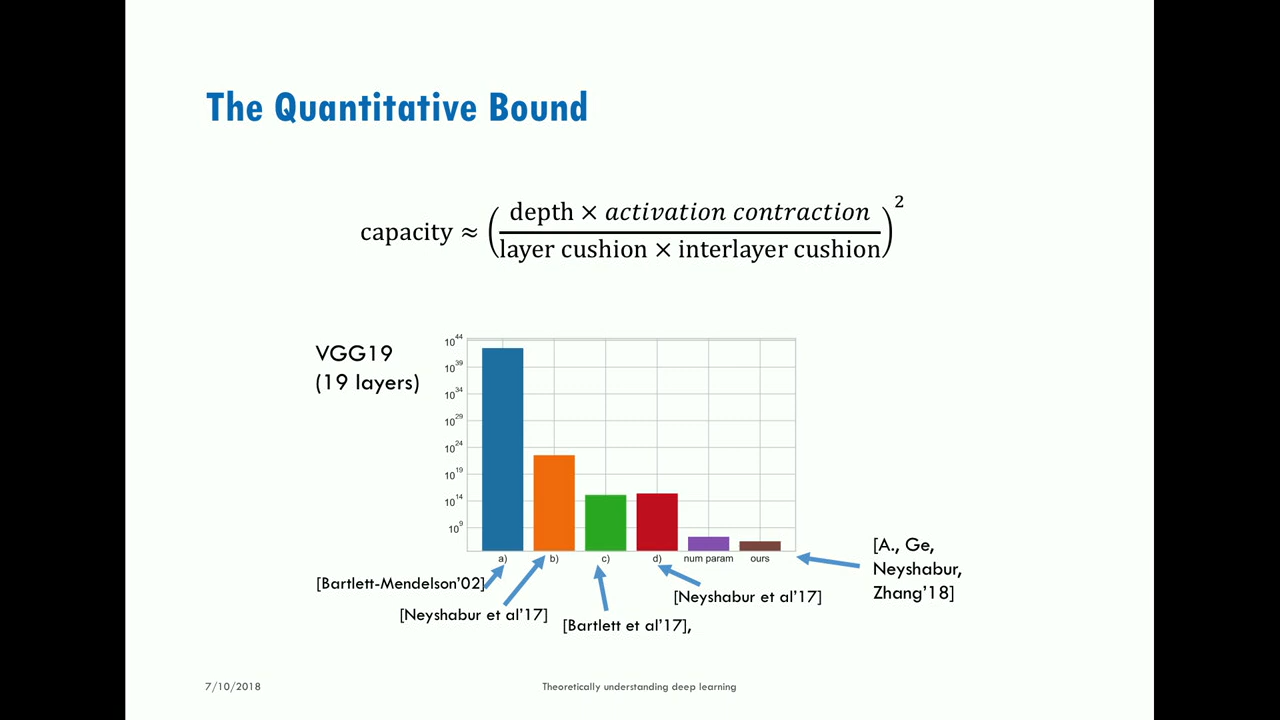 The Quantitative Bound
capacity ≈ (depth × activation contraction / layer cushion × interlayer cushion)²
VGG19
(19 layers)
10^44
10^39
10^34
10^29
10^24
10^19
10^14
10^9
a) b) c) d) num param ours
[Bartlett-Mendelson'02]
[Neyshabur et al'17]
[Bartlett et al'17],
[Neyshabur et al'17]
[A., Ge,
Neyshabur,
Zhang'18]
7/10/2018
Theoretically understanding deep learning